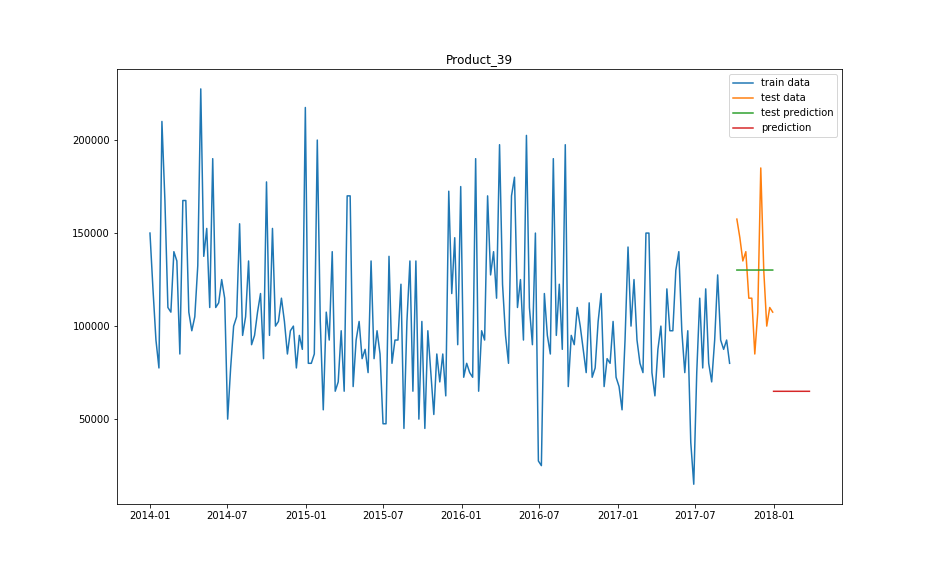 Product_39
train data
test data
test prediction
prediction
200000
150000
100000
50000
2014-01 2014-07 2015-01 2015-07 2016-01 2016-07 2017-01 2017-07 2018-01